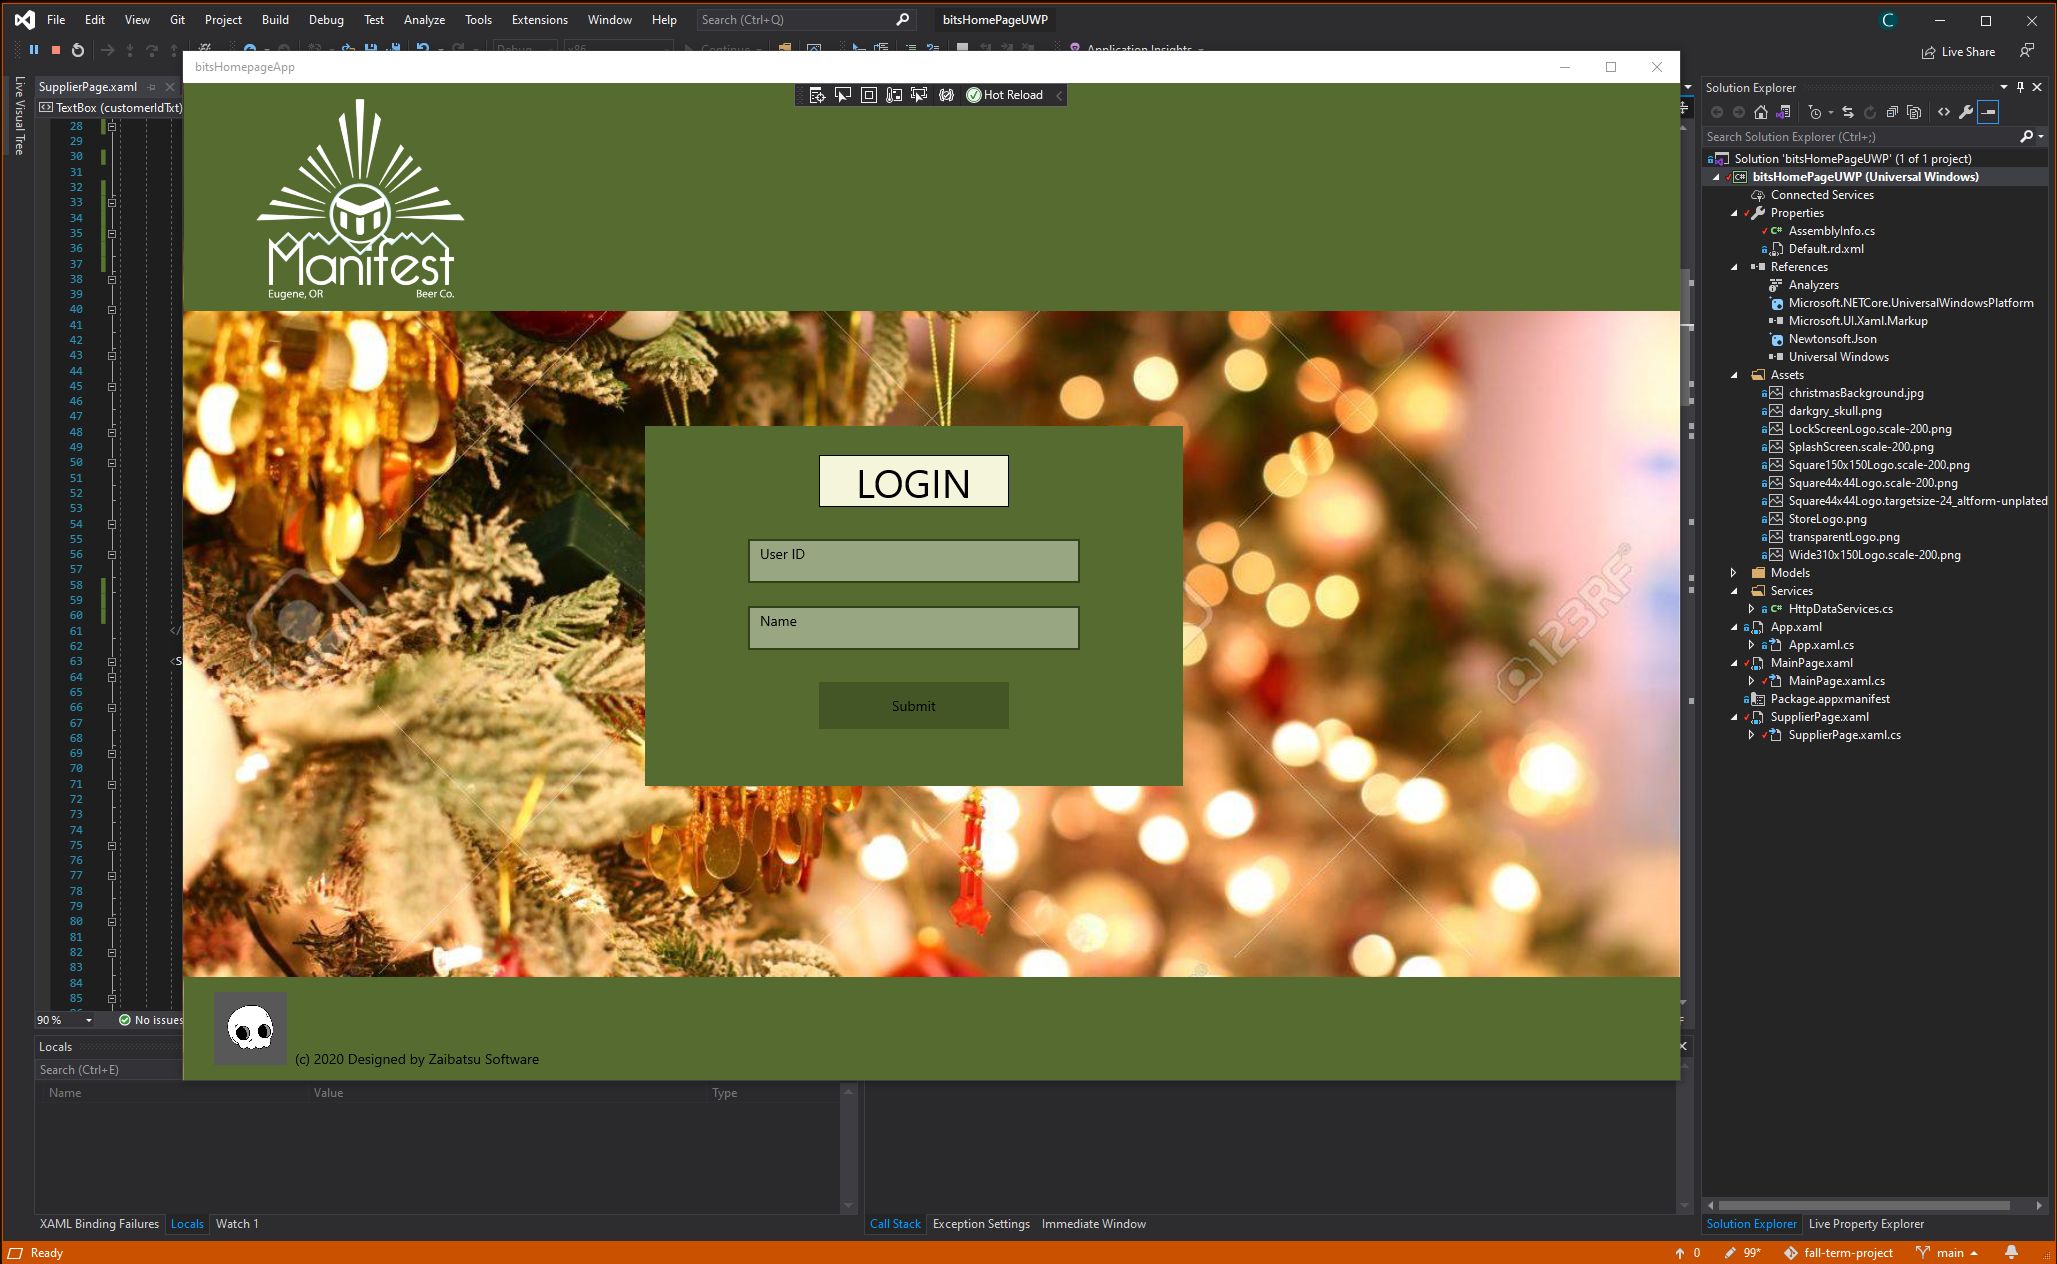 File Edit View Git Project Build Debug Test Analyze Tools Extensions Window Help Search (Ctrl+Q) bitsHomePageUWP C
Debug x86 Continue Application Insights Live Share
bitsHomepageApp
Hot Reload
Live Visual Tree
SupplierPage.xaml
TextBox (customerIdTxt)
28
29
30
31
32
33
34
35
36
37
38
39
40
41
42
43
44
45
46
47
48
49
50
51
52
53
54
55
56
57
58
59
60
61 </
62
63 <S
64
65
66
67
68
69
70
71
72
73
74
75
76
77
78
79
80
81
82
83
84
85
90 % No issues
Manifest
Eugene, OR Beer Co.
LOGIN
User ID
Name
Submit
123RF
(c) 2020 Designed by Zaibatsu Software
Locals
Search (Ctrl+E)
Name Value Type
XAML Binding Failures Locals Watch 1
Call Stack Exception Settings Immediate Window
Solution Explorer
Search Solution Explorer (Ctrl+;)
Solution 'bitsHomePageUWP' (1 of 1 project)
bitsHomePageUWP (Universal Windows)
Connected Services
Properties
AssemblyInfo.cs
Default.rd.xml
References
Analyzers
Microsoft.NETCore.UniversalWindowsPlatform
Microsoft.UI.Xaml.Markup
Newtonsoft.Json
Universal Windows
Assets
christmasBackground.jpg
darkgry_skull.png
LockScreenLogo.scale-200.png
SplashScreen.scale-200.png
Square150x150Logo.scale-200.png
Square44x44Logo.scale-200.png
Square44x44Logo.targetsize-24_altform-unplated
StoreLogo.png
transparentLogo.png
Wide310x150Logo.scale-200.png
Models
Services
HttpDataServices.cs
App.xaml
App.xaml.cs
MainPage.xaml
MainPage.xaml.cs
Package.appxmanifest
SupplierPage.xaml
SupplierPage.xaml.cs
Solution Explorer Live Property Explorer
Ready 0 99* fall-term-project main